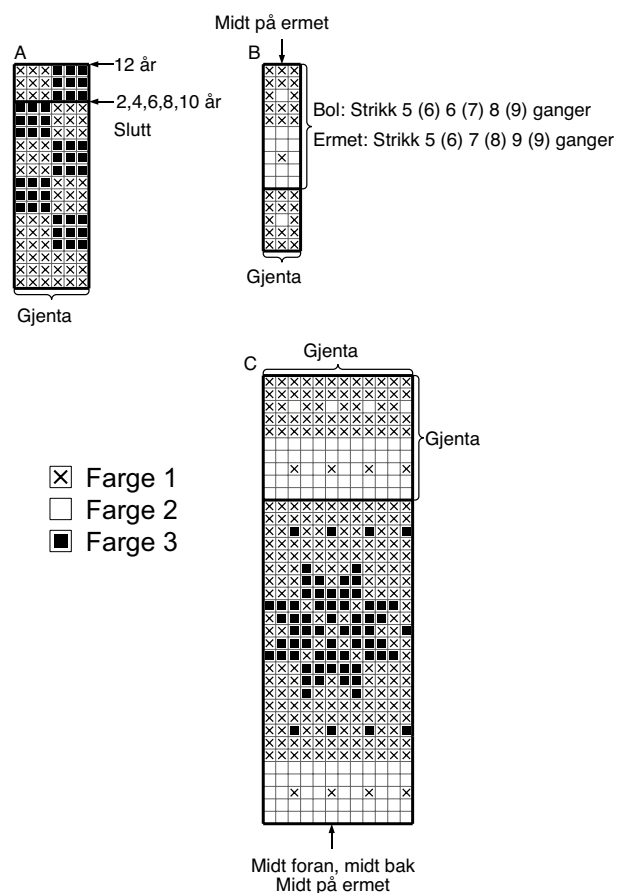 Midt på ermet
A
12 år
2,4,6,8,10 år
Slutt
Gjenta
B
Bol: Strikk 5 (6) 6 (7) 8 (9) ganger
Ermet: Strikk 5 (6) 7 (8) 9 (9) ganger
Gjenta
C
Gjenta
Gjenta
Farge 1
Farge 2
Farge 3
Midt foran, midt bak
Midt på ermet